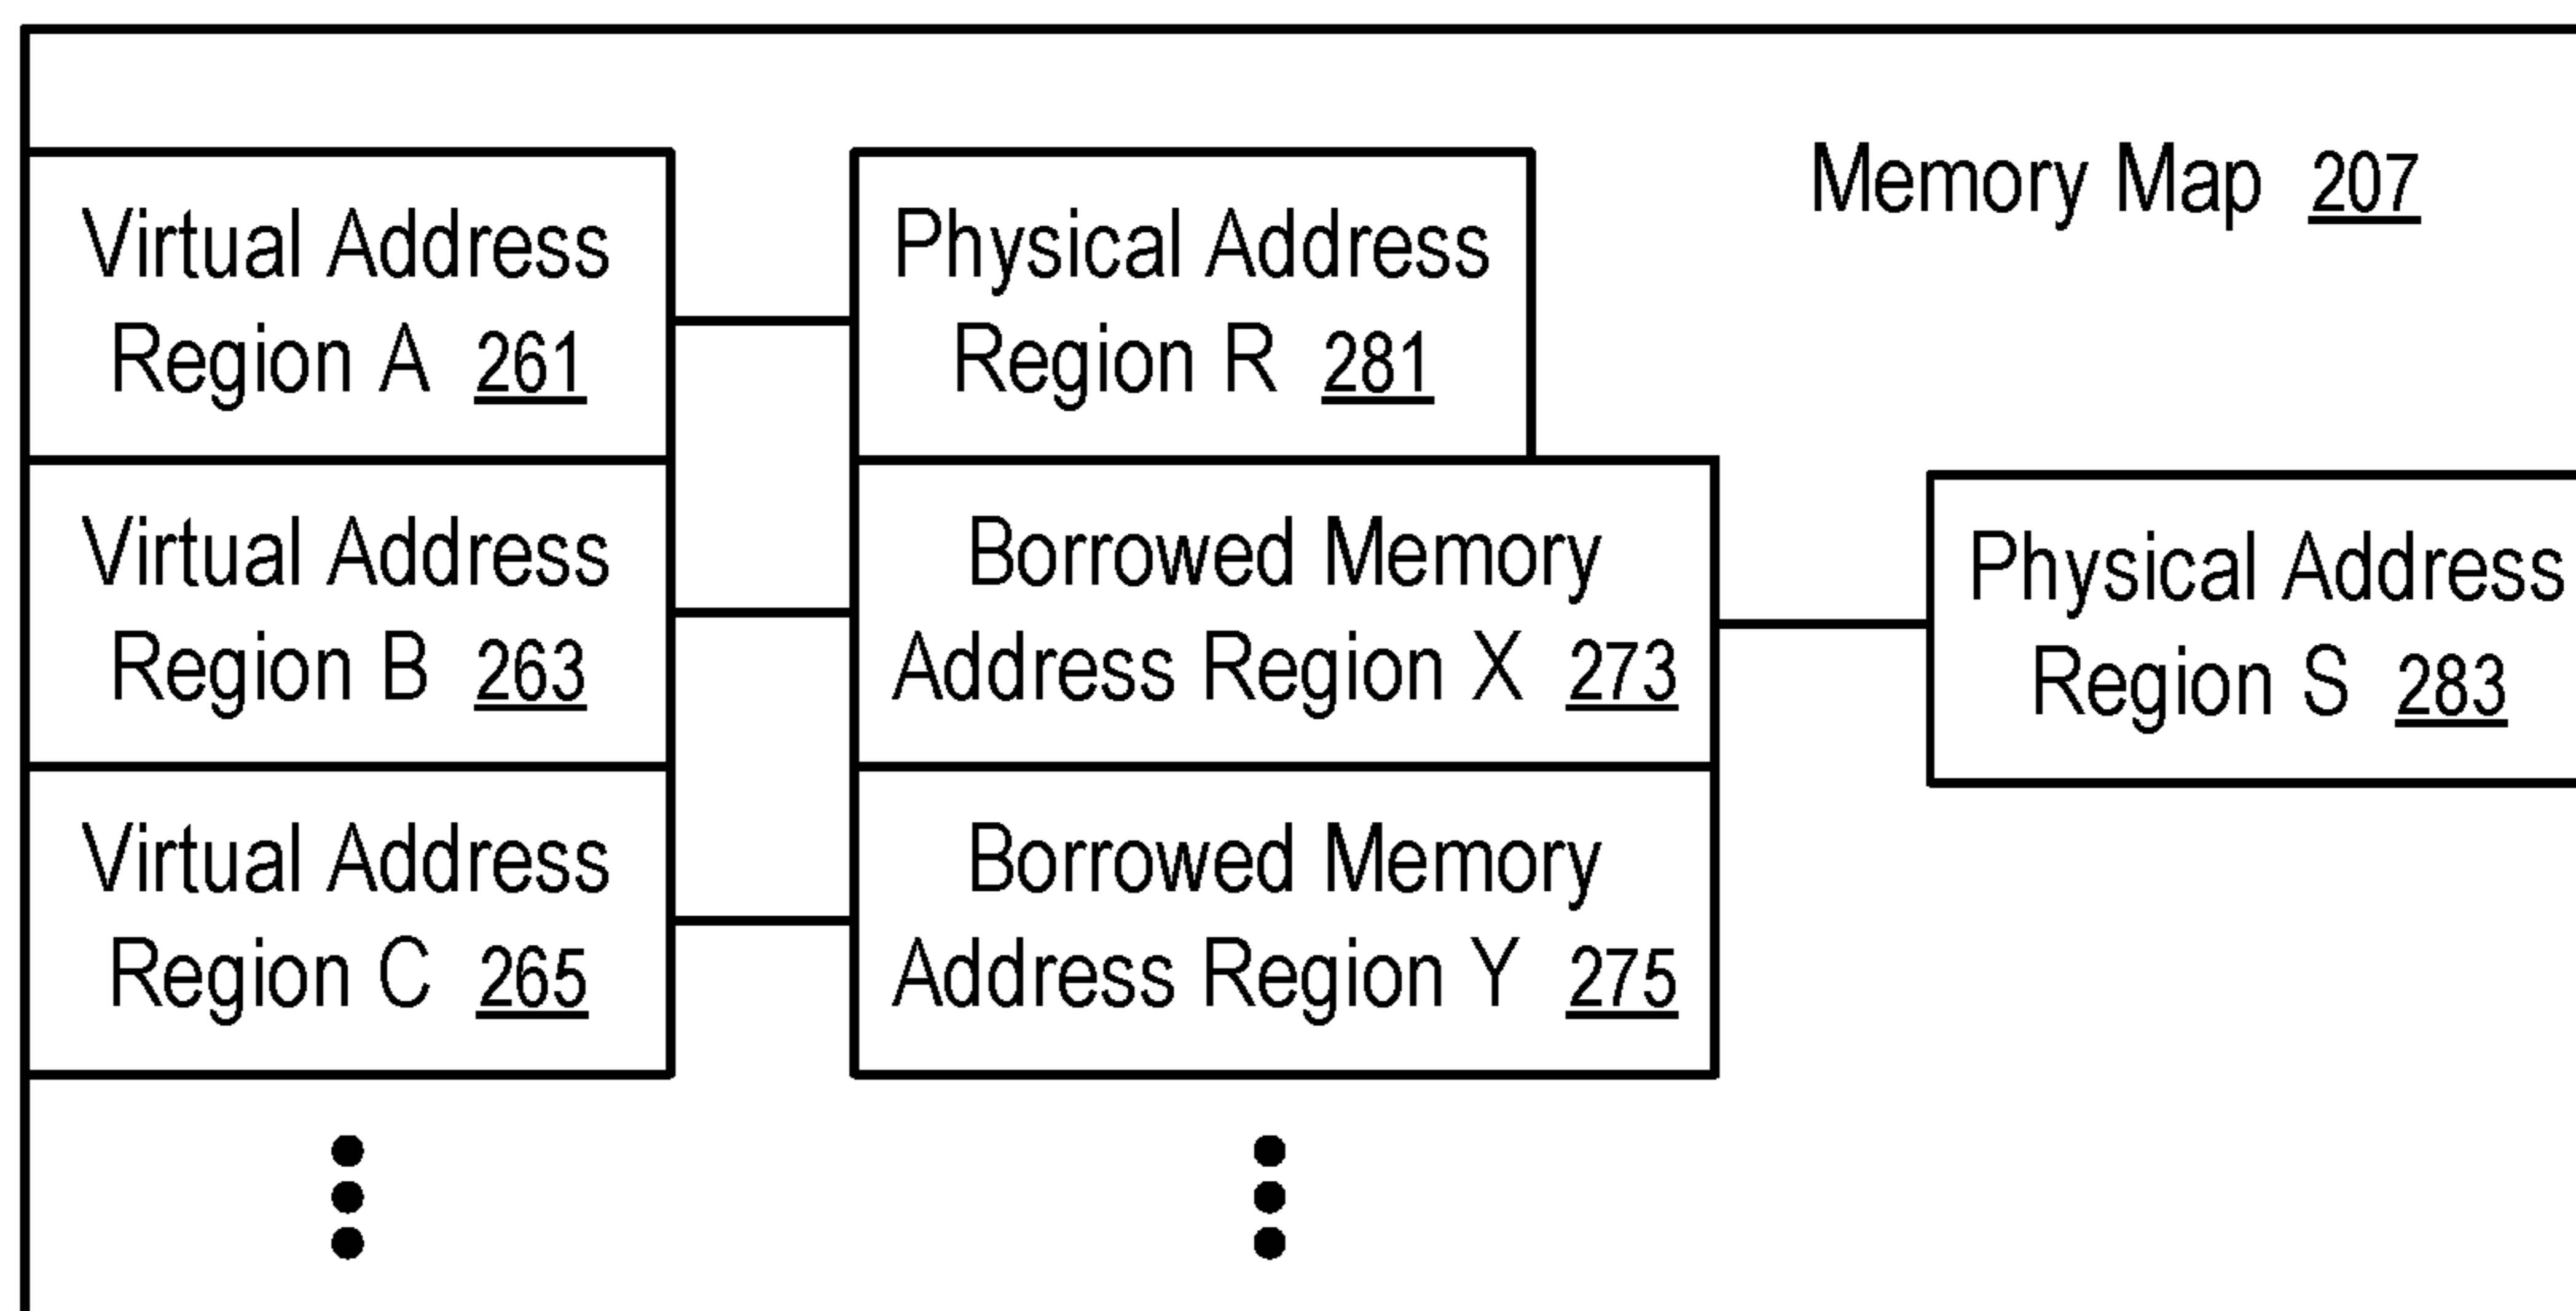 Memory Map 207
Virtual Address
Region A 261
Physical Address
Region R 281
Virtual Address
Region B 263
Borrowed Memory
Address Region X 273
Physical Address
Region S 283
Virtual Address
Region C 265
Borrowed Memory
Address Region Y 275